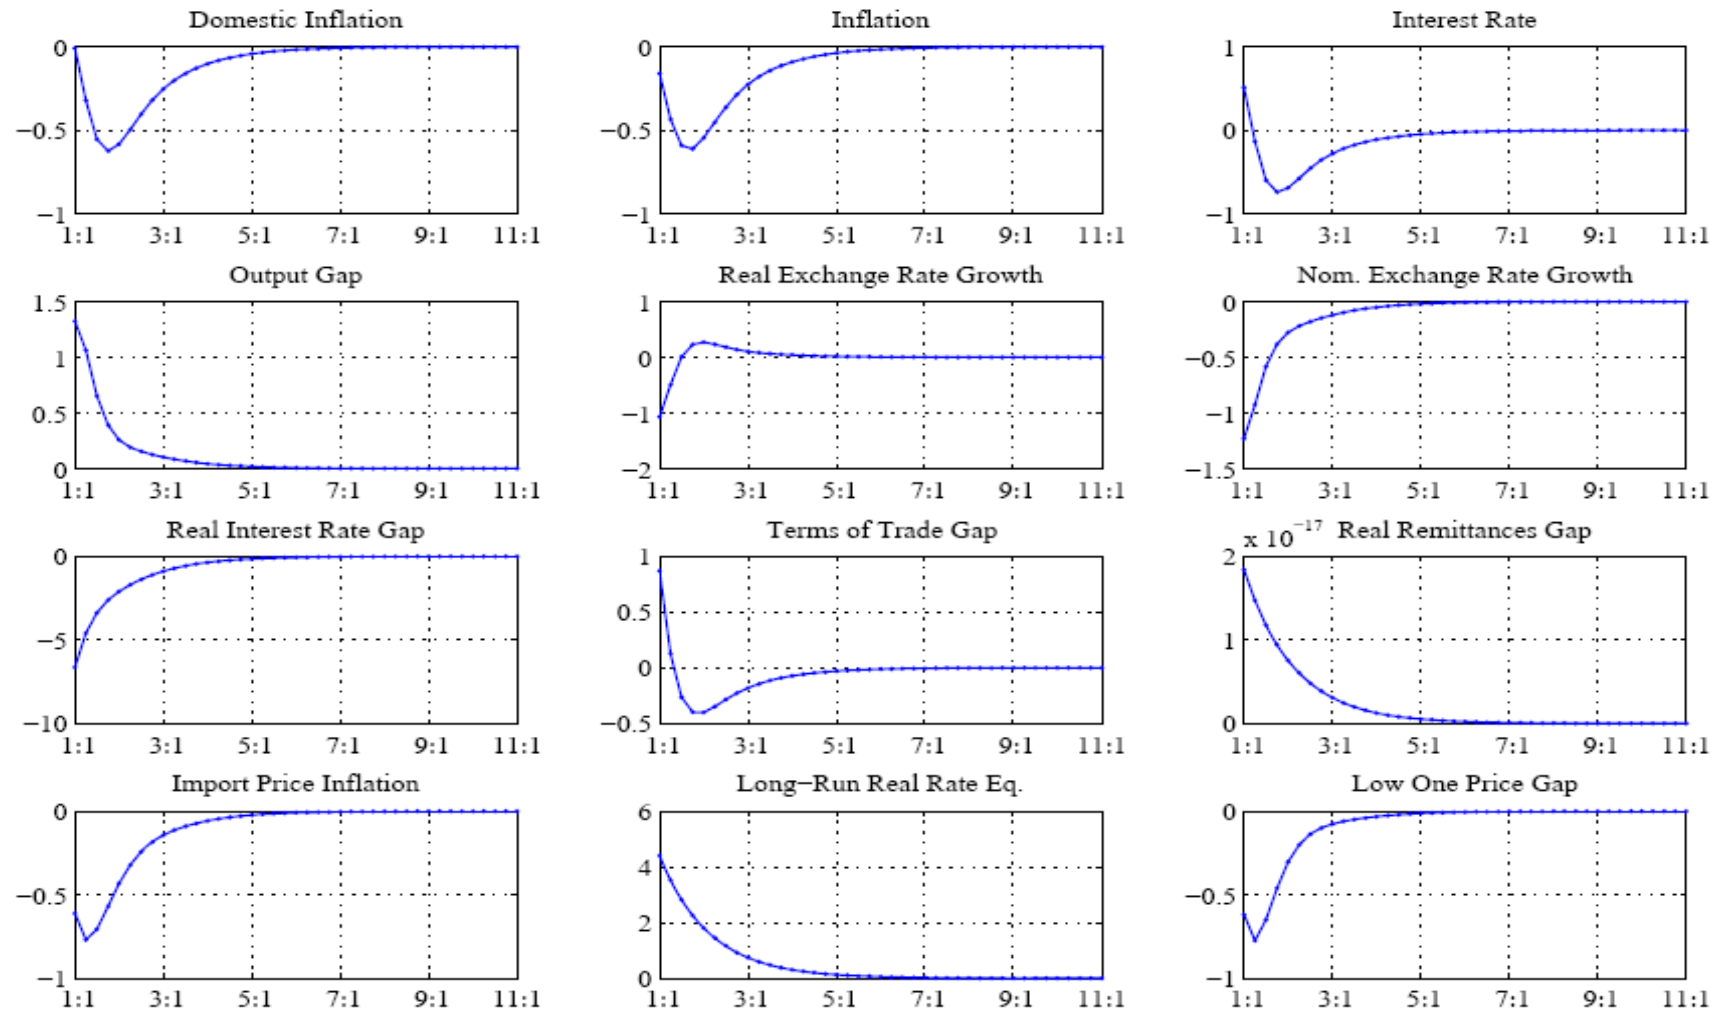 Domestic Inflation
0
−0.5
−1
1:1 3:1 5:1 7:1 9:1 11:1
Inflation
0
−0.5
−1
1:1 3:1 5:1 7:1 9:1 11:1
Interest Rate
1
0
−1
1:1 3:1 5:1 7:1 9:1 11:1
Output Gap
1.5
1
0.5
0
1:1 3:1 5:1 7:1 9:1 11:1
Real Exchange Rate Growth
1
0
−1
−2
1:1 3:1 5:1 7:1 9:1 11:1
Nom. Exchange Rate Growth
0
−0.5
−1
−1.5
1:1 3:1 5:1 7:1 9:1 11:1
Real Interest Rate Gap
0
−5
−10
1:1 3:1 5:1 7:1 9:1 11:1
Terms of Trade Gap
1
0.5
0
−0.5
1:1 3:1 5:1 7:1 9:1 11:1
x 10⁻¹⁷ Real Remittances Gap
2
1
0
1:1 3:1 5:1 7:1 9:1 11:1
Import Price Inflation
0
−0.5
−1
1:1 3:1 5:1 7:1 9:1 11:1
Long−Run Real Rate Eq.
6
4
2
0
1:1 3:1 5:1 7:1 9:1 11:1
Low One Price Gap
0
−0.5
−1
1:1 3:1 5:1 7:1 9:1 11:1